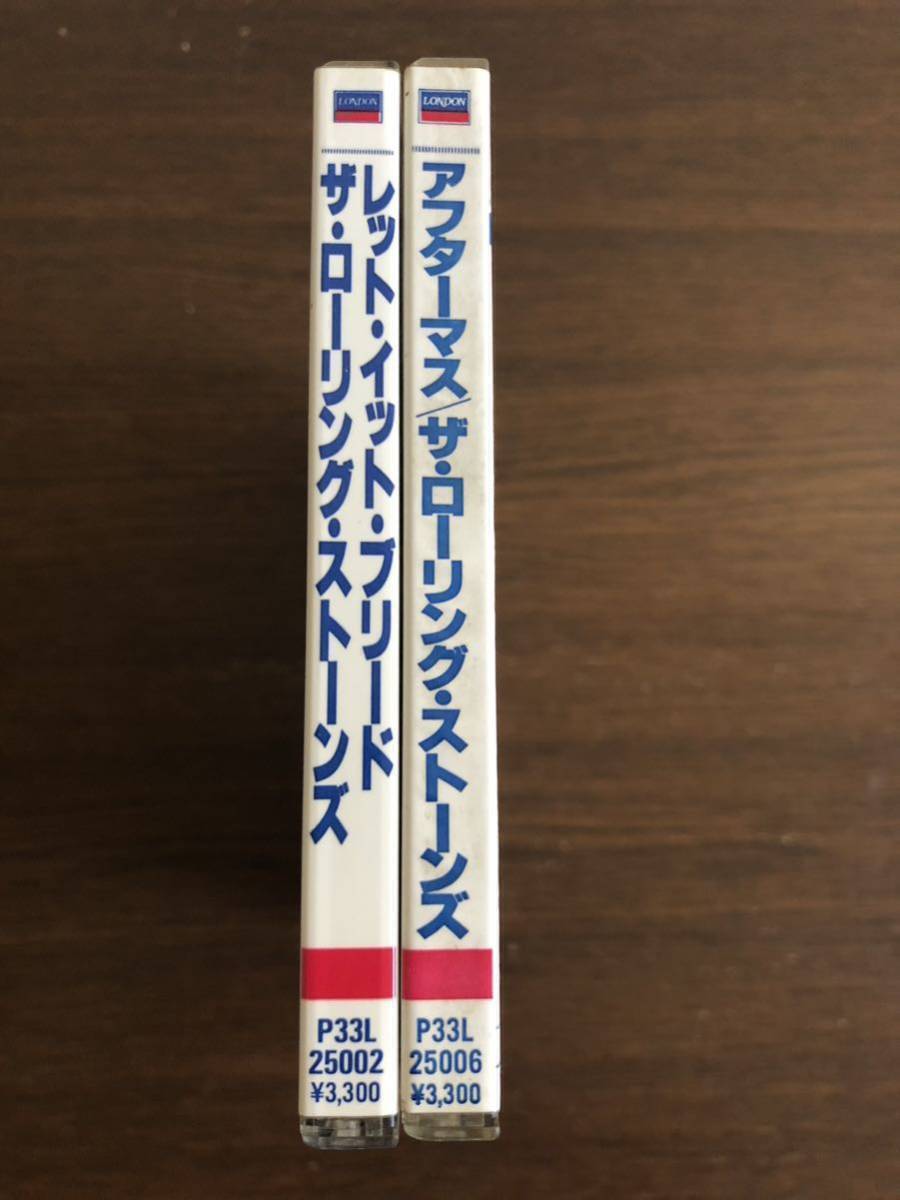 LONDON
レット・イット・ブリード
ザ・ローリング・ストーンズ
P33L
25002
¥3,300
LONDON
アフターマス/ザ・ローリング・ストーンズ
P33L
25006
¥3,300